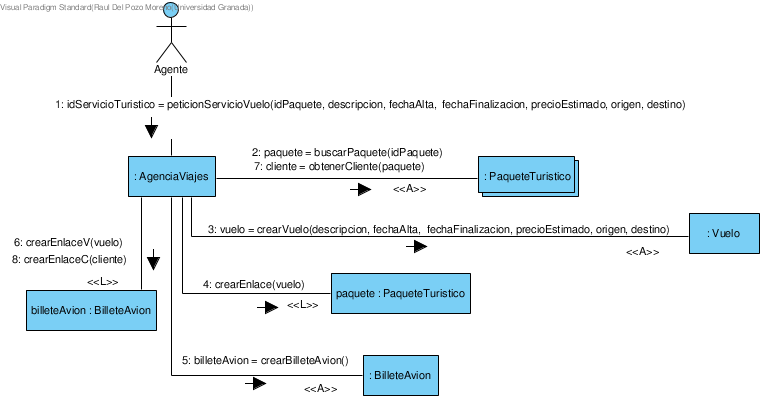 Visual Paradigm Standard(Raul Del Pozo Moreno(Universidad Granada))
Agente
1: idServicioTuristico = peticionServicioVuelo(idPaquete, descripcion, fechaAlta, fechaFinalizacion, precioEstimado, origen, destino)
2: paquete = buscarPaquete(idPaquete)
7: cliente = obtenerCliente(paquete)
: AgenciaViajes
: PaqueteTuristico
<<A>>
3: vuelo = crearVuelo(descripcion, fechaAlta, fechaFinalizacion, precioEstimado, origen, destino)
: Vuelo
6: crearEnlaceV(vuelo)
8: crearEnlaceC(cliente)
<<A>>
<<L>>
4: crearEnlace(vuelo)
paquete : PaqueteTuristico
<<L>>
billeteAvion : BilleteAvion
5: billeteAvion = crearBilleteAvion()
: BilleteAvion
<<A>>